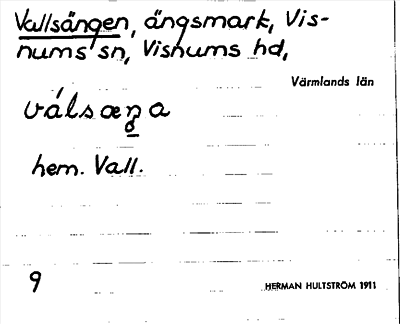 Vallsängen, ängsmark, Vis-
nums sn, Visnums hd,
Värmlands län
válsæŋa
hem. Vall.
9
HERMAN HULTSTRÖM 1911